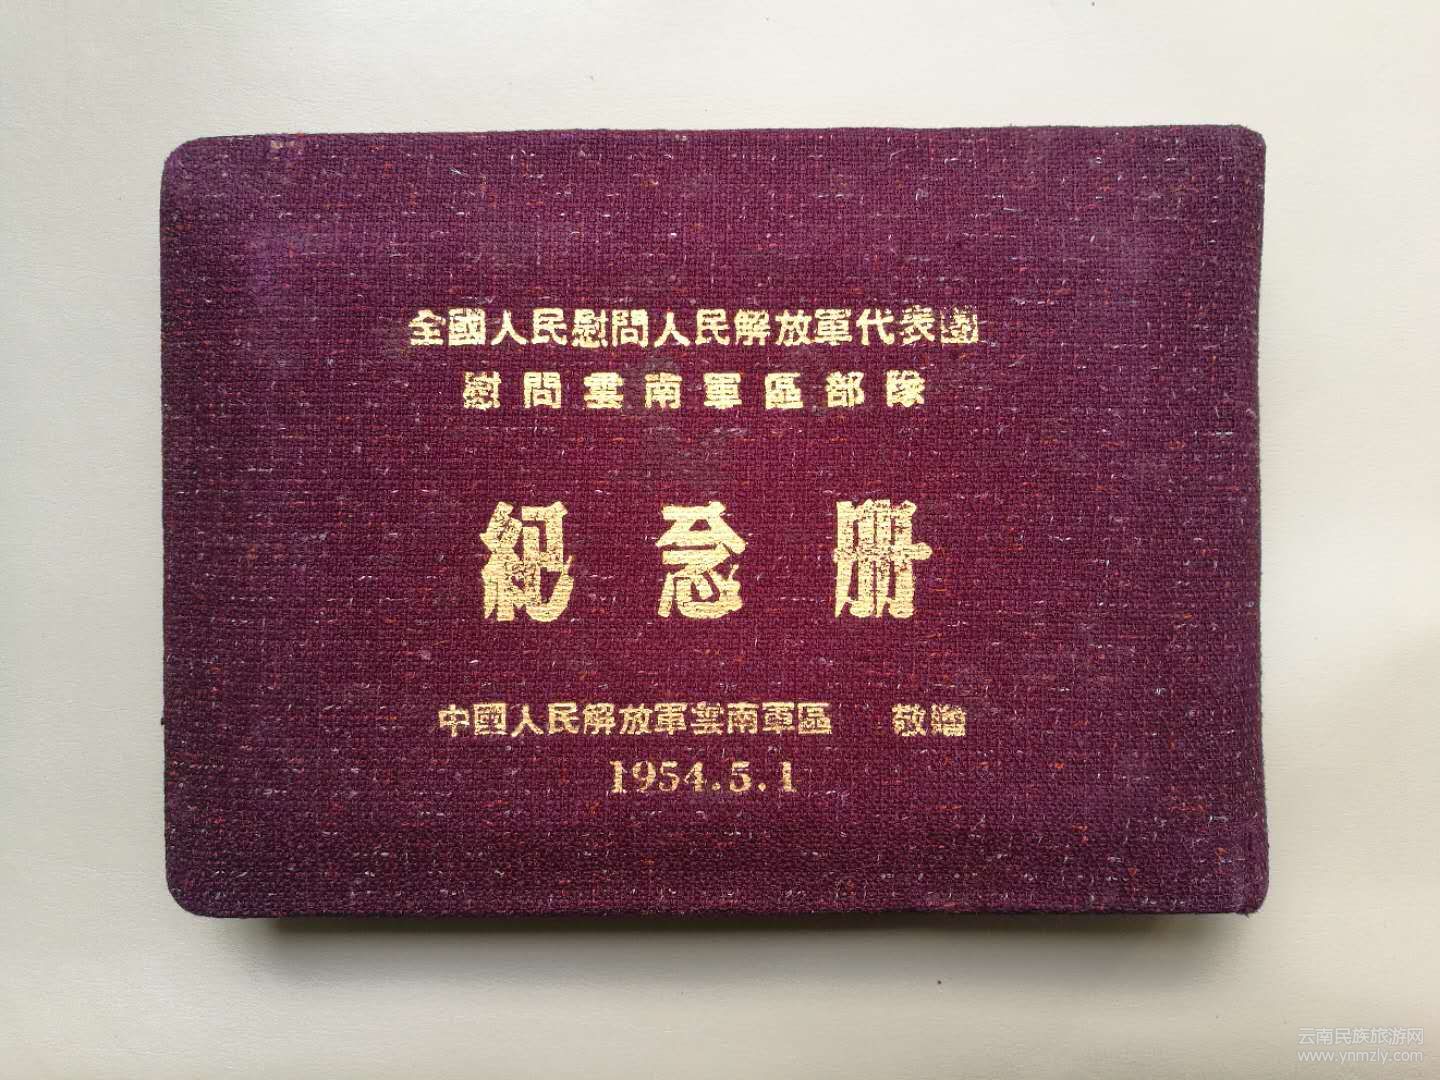 全國人民慰問人民解放軍代表團
慰問雲南軍區部隊
紀念册
中國人民解放軍雲南軍區 敬贈
1954.5.1
云南民族旅游网
www.ynmzly.com